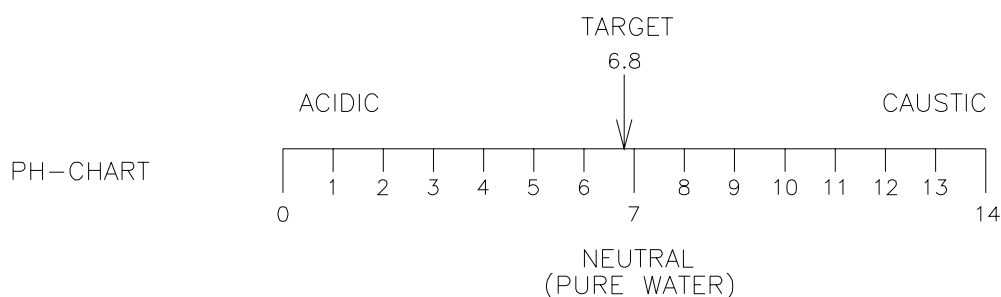 TARGET
6.8
ACIDIC CAUSTIC
PH-CHART
1 2 3 4 5 6 8 9 10 11 12 13
0 7 14
NEUTRAL
(PURE WATER)